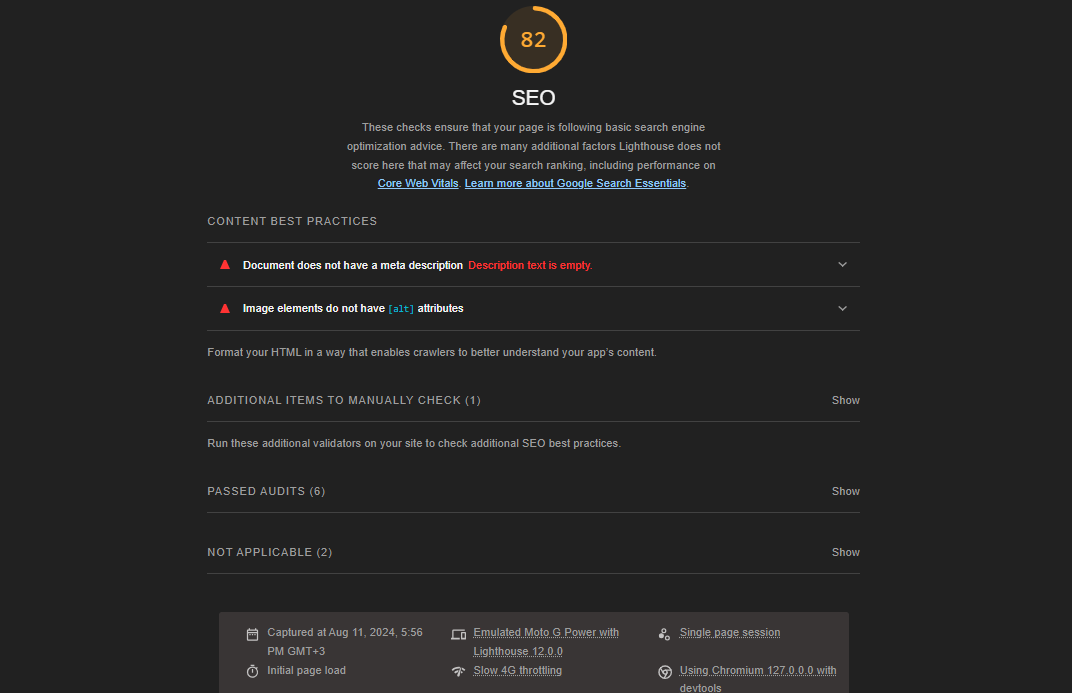 82
SEO
These checks ensure that your page is following basic search engine
optimization advice. There are many additional factors Lighthouse does not
score here that may affect your search ranking, including performance on
Core Web Vitals. Learn more about Google Search Essentials.
CONTENT BEST PRACTICES
Document does not have a meta description Description text is empty.
Image elements do not have [alt] attributes
Format your HTML in a way that enables crawlers to better understand your app's content.
ADDITIONAL ITEMS TO MANUALLY CHECK (1) Show
Run these additional validators on your site to check additional SEO best practices.
PASSED AUDITS (6) Show
NOT APPLICABLE (2) Show
Captured at Aug 11, 2024, 5:56
PM GMT+3
Emulated Moto G Power with
Lighthouse 12.0.0
Single page session
Initial page load
Slow 4G throttling
Using Chromium 127.0.0.0 with
devtools